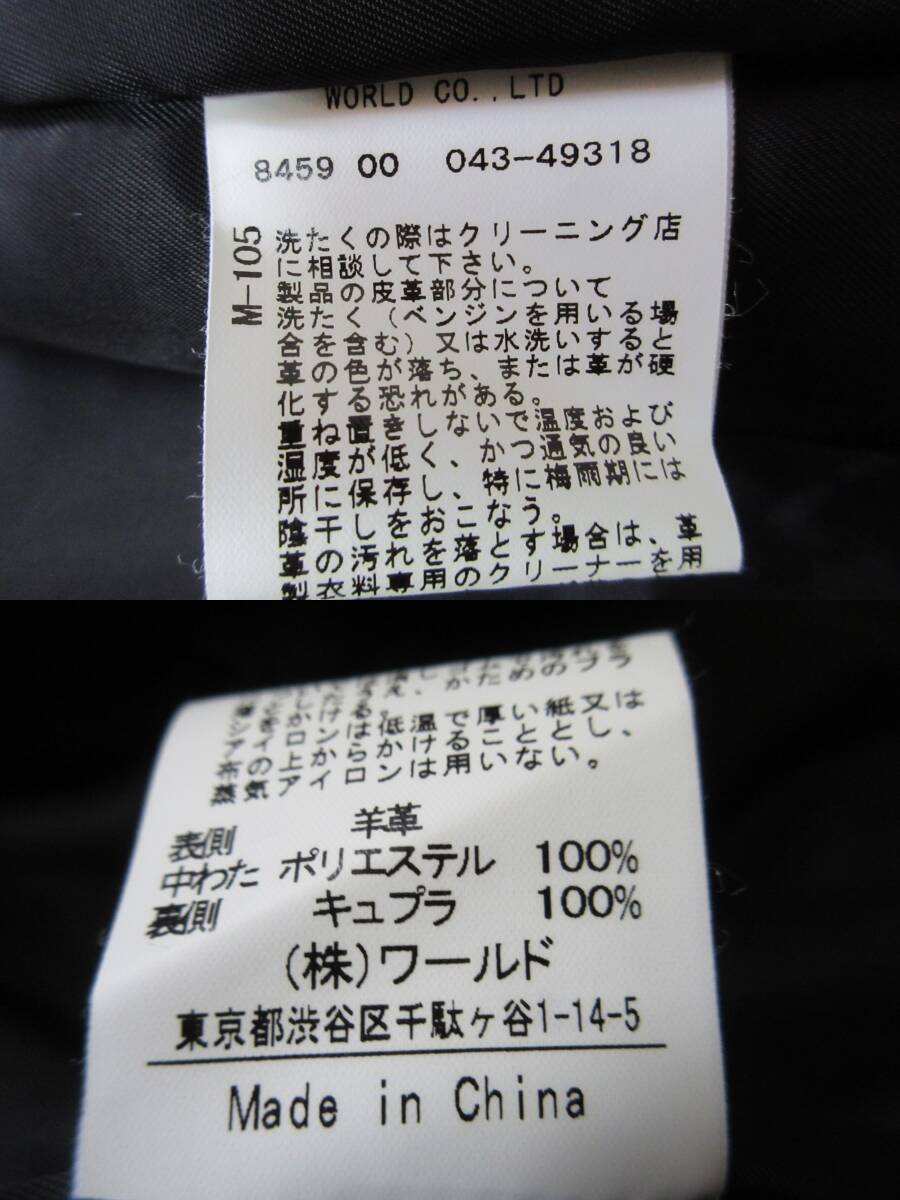 WORLD CO.,LTD
8459 00 043-49318
M-105
洗たくの際はクリーニング店
に相談して下さい。
製品の皮革部分について
洗たく(ベンジンを用いる場
合を含む)又は水洗いすると
革の色が落ち、または革が硬
化する恐れがある。
重ね置きしないで温度および
湿度が低く、かつ通気の良い
所に保存し、特に梅雨期には
陰干しをおこなう。
革の汚れを落とす場合は、革
製衣料専用のクリーナーを用
え、かためのブラ
シをかける。
アイロンは低温で厚い紙又は
布の上からかけることとし、
蒸気アイロンは用いない。
表側 羊革
中わた ポリエステル 100%
裏側 キュプラ 100%
(株)ワールド
東京都渋谷区千駄ヶ谷1-14-5
Made in China